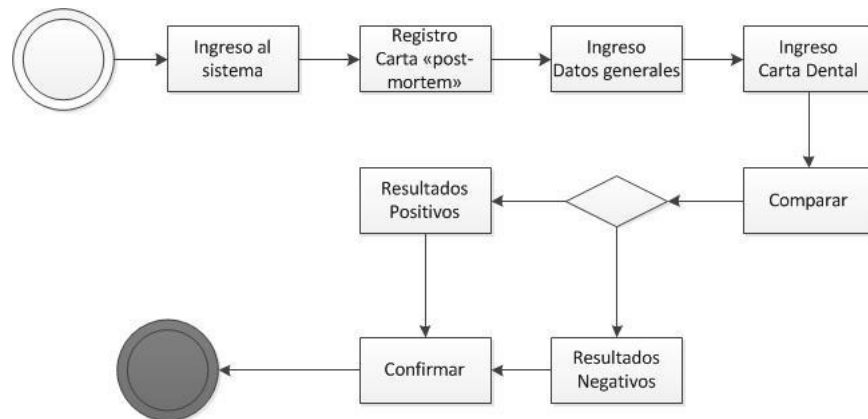 Ingreso al
sistema
Registro
Carta «post-
mortem»
Ingreso
Datos generales
Ingreso
Carta Dental
Resultados
Positivos
Comparar
Confirmar
Resultados
Negativos